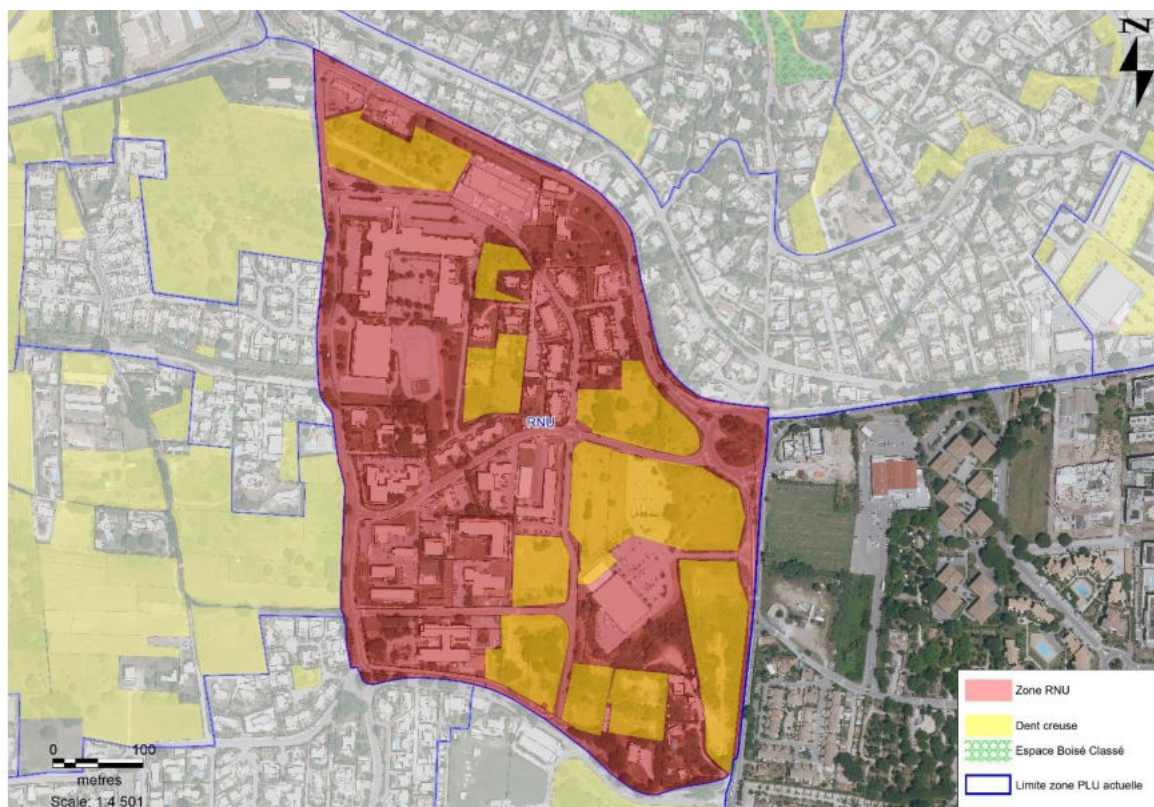 N
RNU
0 100
metres
Scale: 1:4 501
Zone RNU
Dent creuse
Espace Boisé Classé
Limite zone PLU actuelle